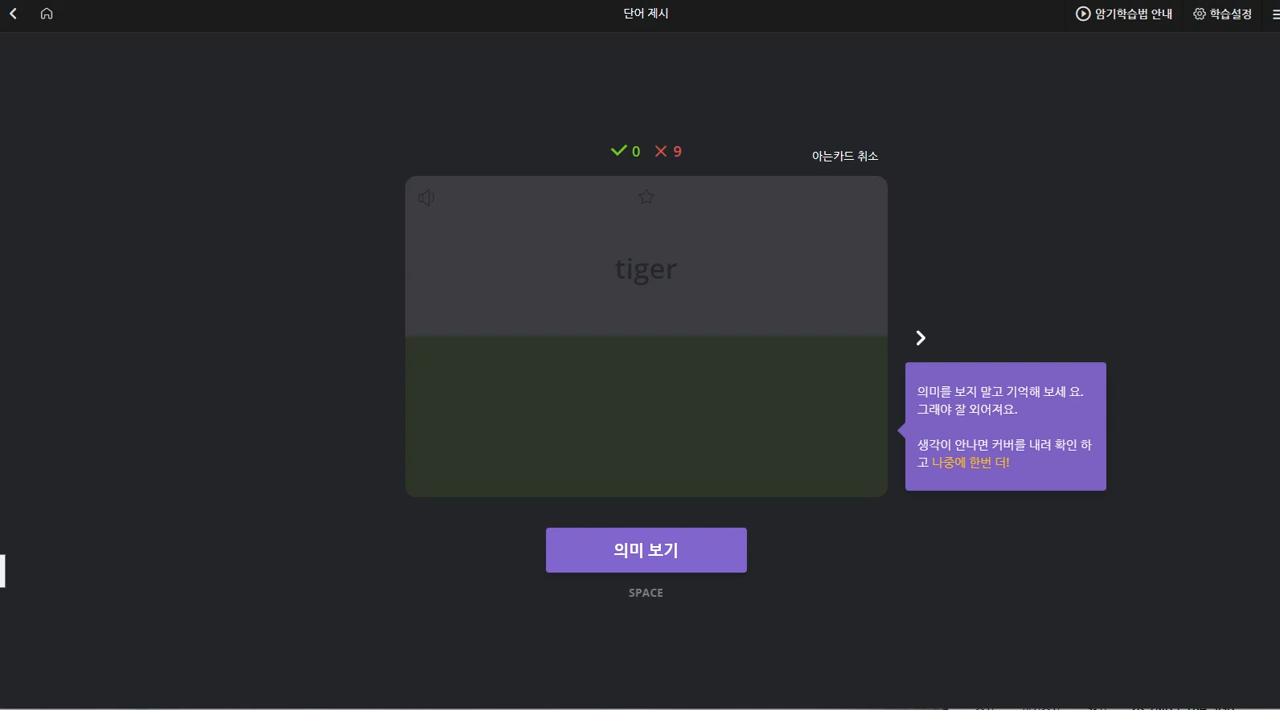 단어 제시
암기학습법 안내
학습설정
0
9
아는카드 취소
tiger
의미를 보지 말고 기억해 보세 요.
그래야 잘 외어져요.
생각이 안나면 커버를 내려 확인 하
고 나중에 한번 더!
의미 보기
SPACE